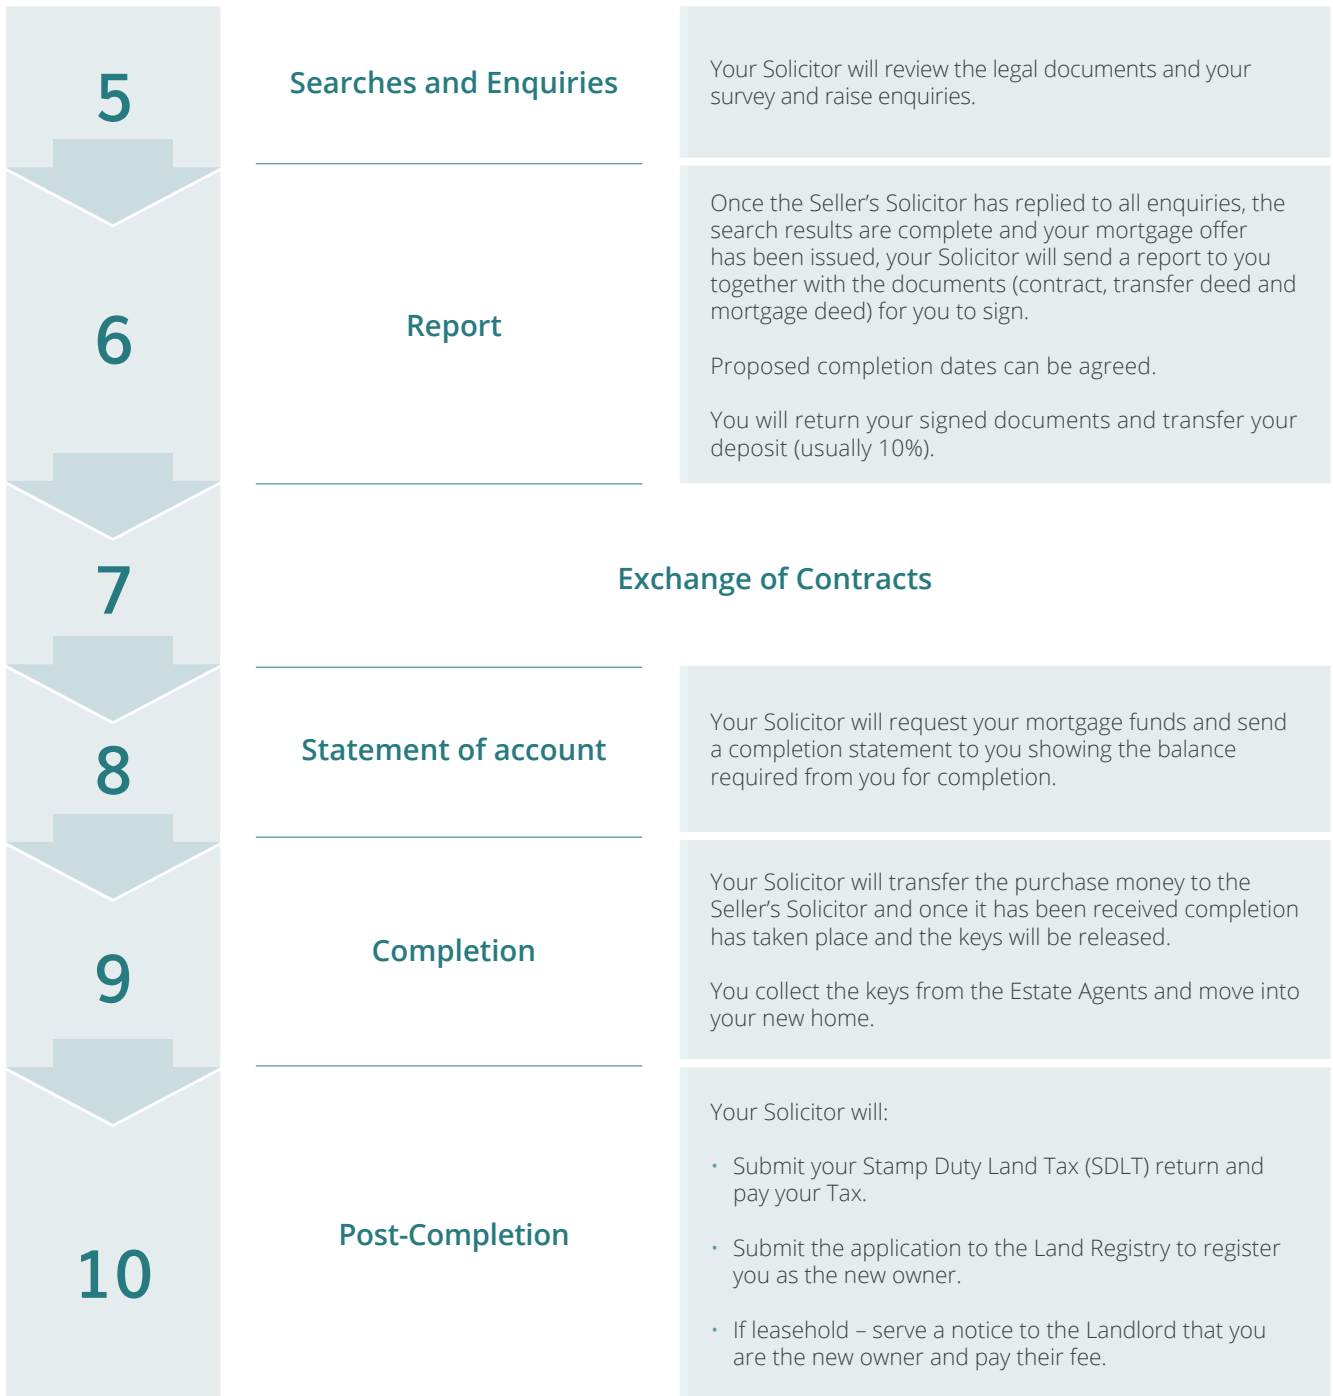 5
Searches and Enquiries
Your Solicitor will review the legal documents and your
survey and raise enquiries.
6
Report
Once the Seller’s Solicitor has replied to all enquiries, the
search results are complete and your mortgage offer
has been issued, your Solicitor will send a report to you
together with the documents (contract, transfer deed and
mortgage deed) for you to sign.
Proposed completion dates can be agreed.
You will return your signed documents and transfer your
deposit (usually 10%).
7
Exchange of Contracts
8
Statement of account
Your Solicitor will request your mortgage funds and send
a completion statement to you showing the balance
required from you for completion.
9
Completion
Your Solicitor will transfer the purchase money to the
Seller’s Solicitor and once it has been received completion
has taken place and the keys will be released.
You collect the keys from the Estate Agents and move into
your new home.
10
Post-Completion
Your Solicitor will:
• Submit your Stamp Duty Land Tax (SDLT) return and
pay your Tax.
• Submit the application to the Land Registry to register
you as the new owner.
• If leasehold – serve a notice to the Landlord that you
are the new owner and pay their fee.